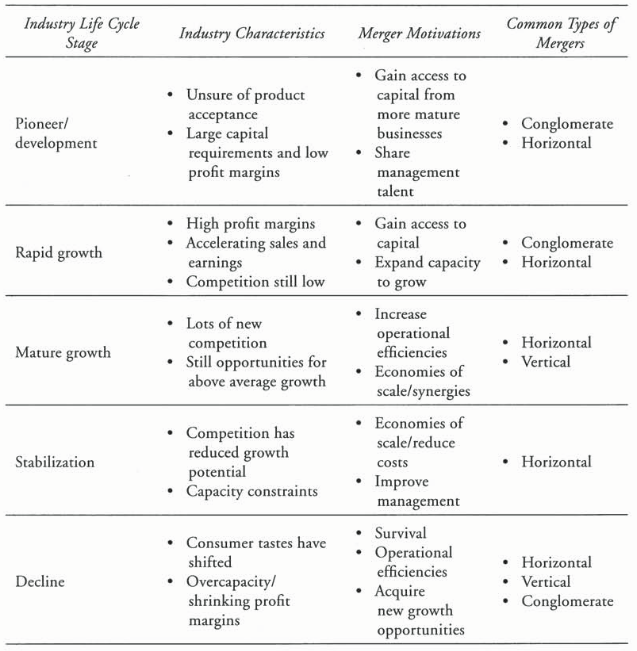 Industry Life Cycle Stage
Industry Characteristics
Merger Motivations
Common Types of Mergers
Pioneer/
development
• Unsure of product
acceptance
• Large capital
requirements and low
profit margins
• Gain access to
capital from
more mature
businesses
• Share
management
talent
• Conglomerate
• Horizontal
Rapid growth
• High profit margins
• Accelerating sales and
earnings
• Competition still low
• Gain access to
capital
• Expand capacity
to grow
• Conglomerate
• Horizontal
Mature growth
• Lots of new
competition
• Still opportunities for
above average growth
• Increase
operational
efficiencies
• Economies of
scale/synergies
• Horizontal
• Vertical
Stabilization
• Competition has
reduced growth
potential
• Capacity constraints
• Economies of
scale/reduce
costs
• Improve
management
• Horizontal
Decline
• Consumer tastes have
shifted
• Overcapacity/
shrinking profit
margins
• Survival
• Operational
efficiencies
• Acquire
new growth
opportunities
• Horizontal
• Vertical
• Conglomerate